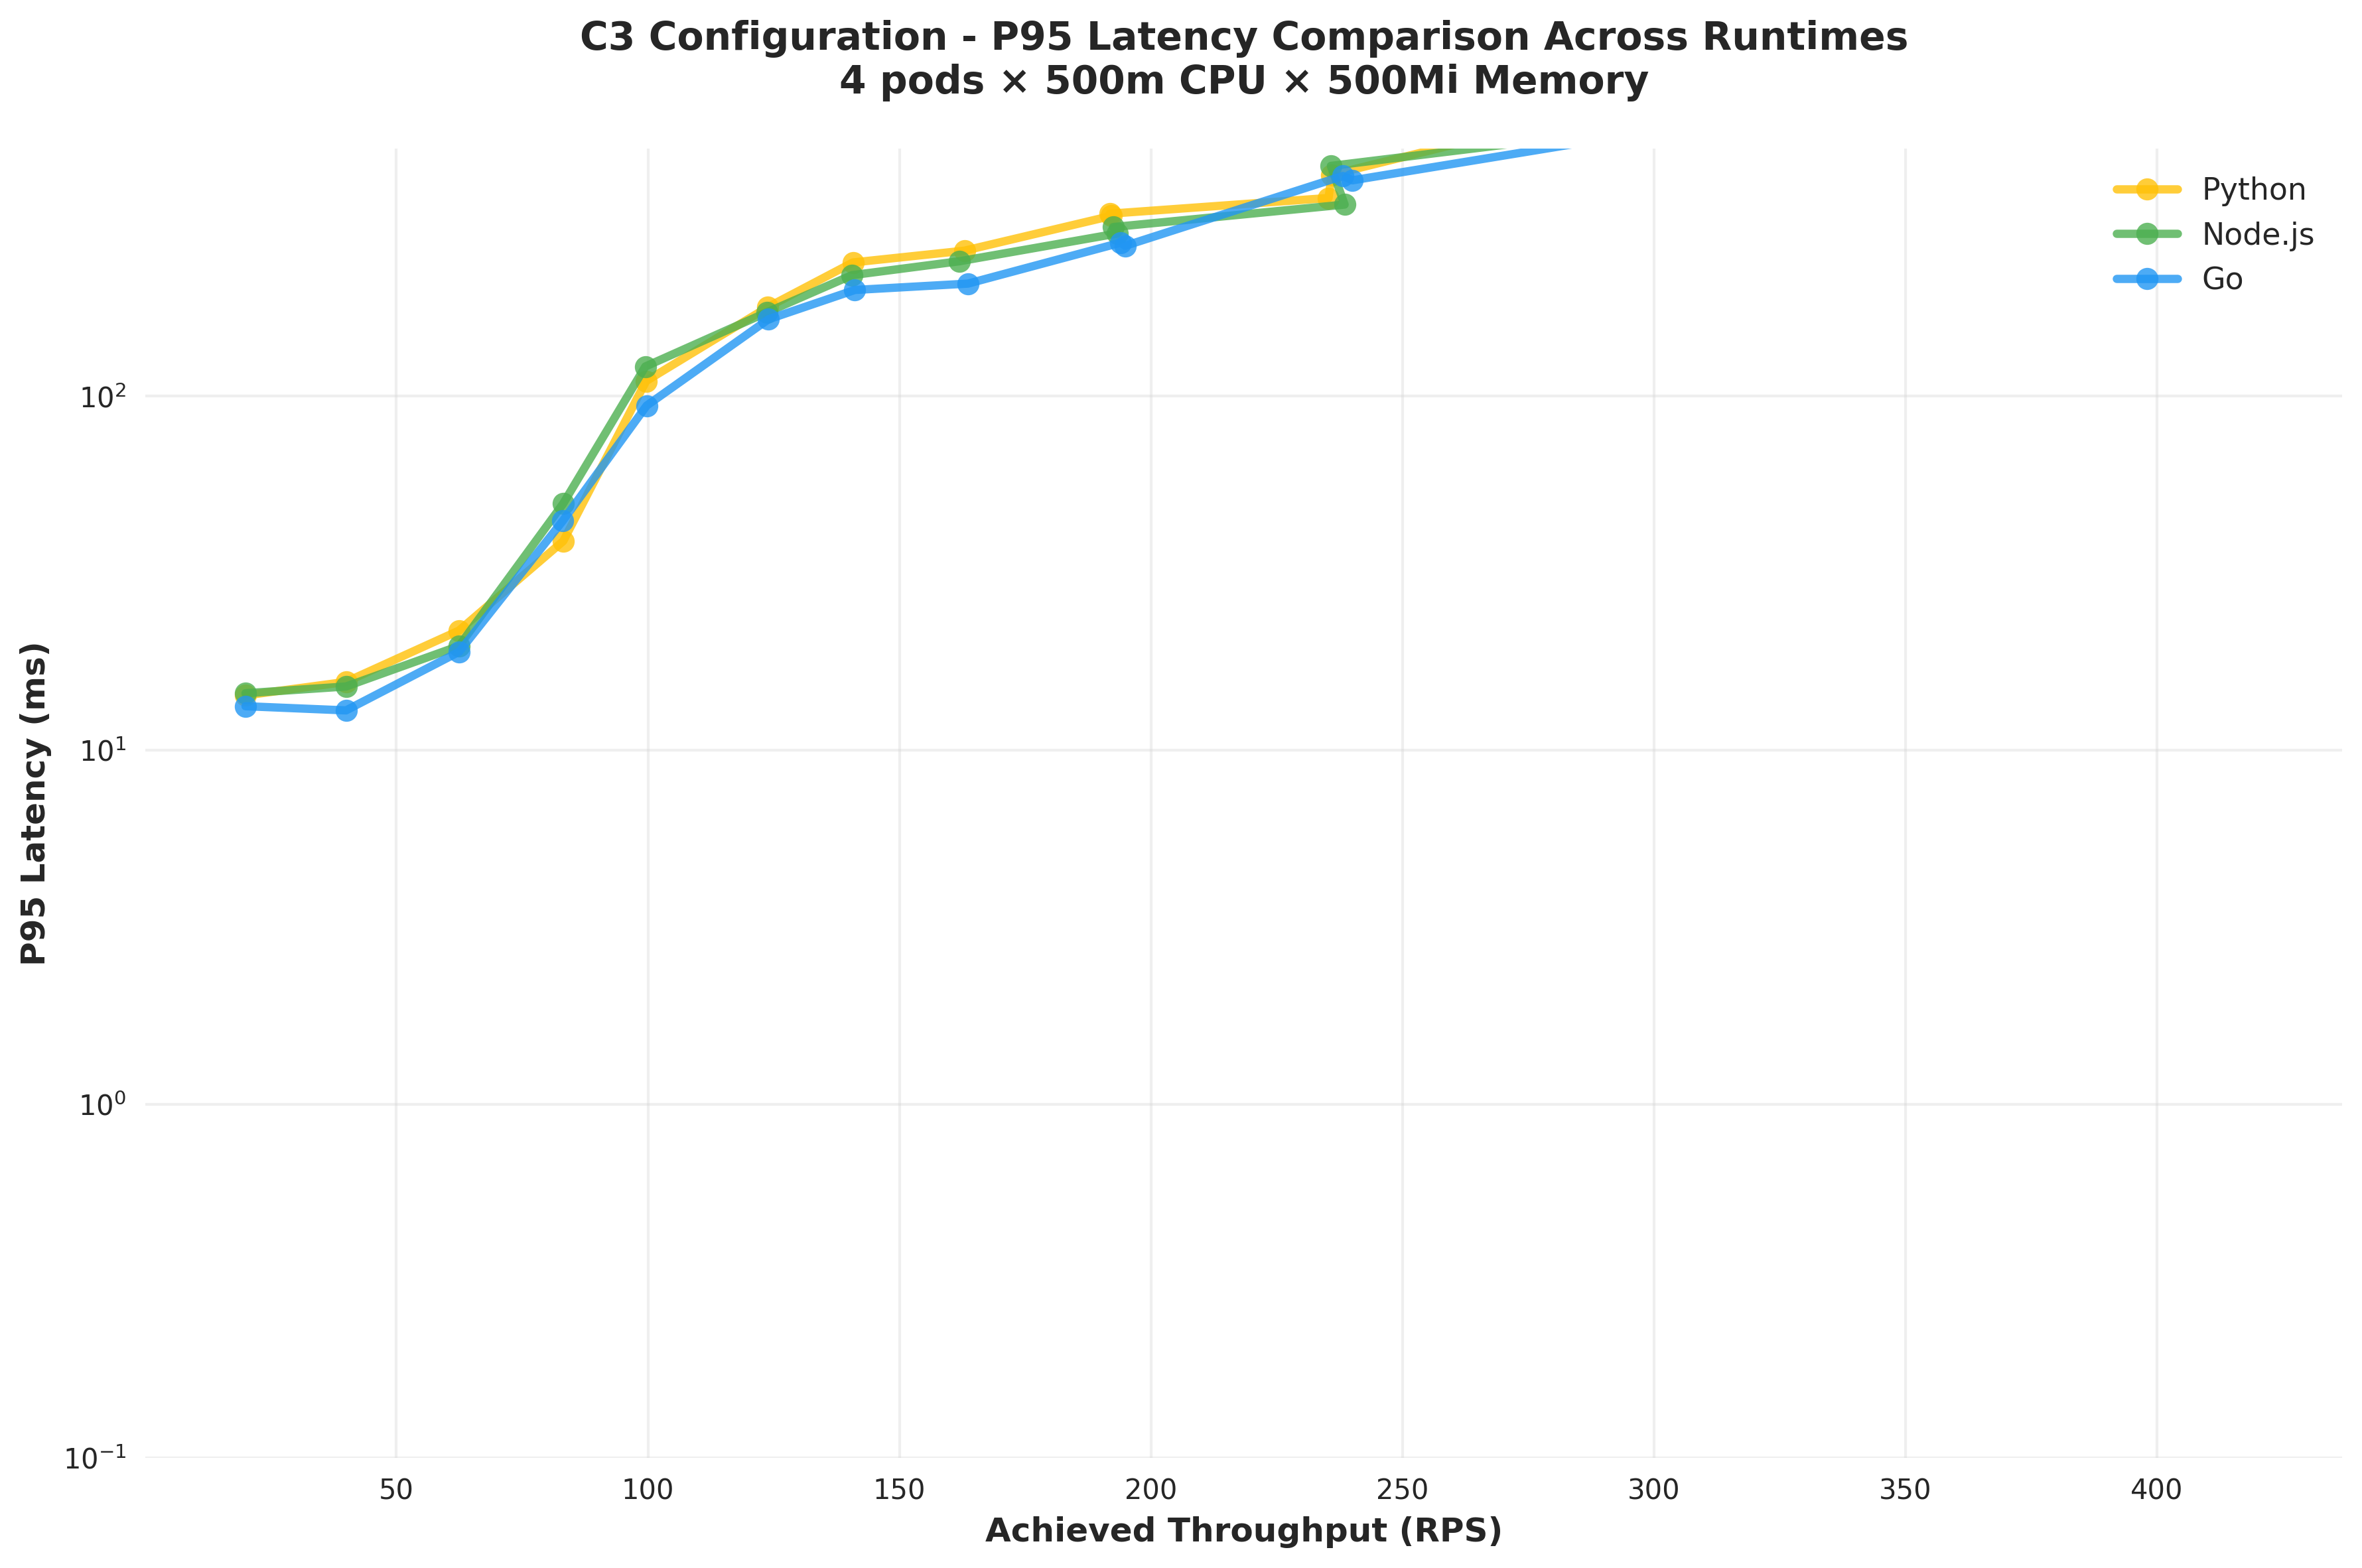 C3 Configuration - P95 Latency Comparison Across Runtimes
4 pods × 500m CPU × 500Mi Memory
Python
Node.js
Go
P95 Latency (ms)
10²
10¹
10⁰
10⁻¹
50 100 150 200 250 300 350 400
Achieved Throughput (RPS)